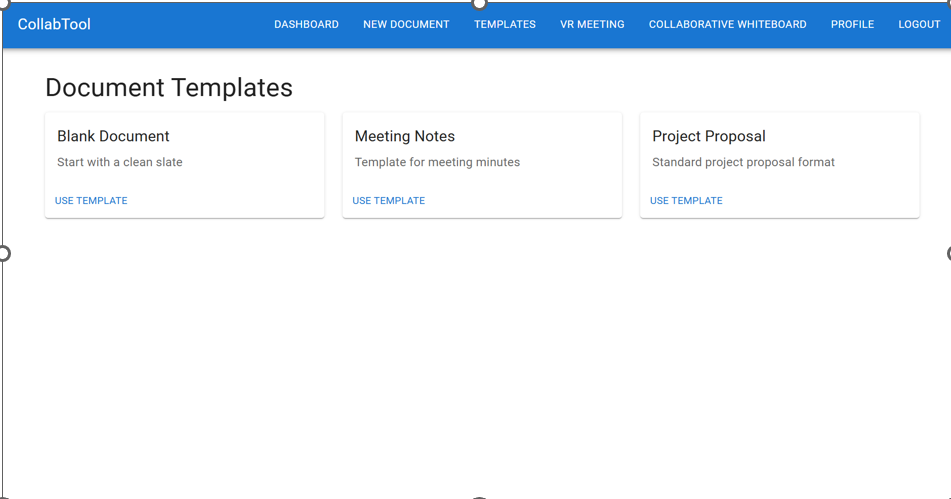 CollabTool DASHBOARD NEW DOCUMENT TEMPLATES VR MEETING COLLABORATIVE WHITEBOARD PROFILE LOGOUT
Document Templates
Blank Document
Start with a clean slate
USE TEMPLATE
Meeting Notes
Template for meeting minutes
USE TEMPLATE
Project Proposal
Standard project proposal format
USE TEMPLATE